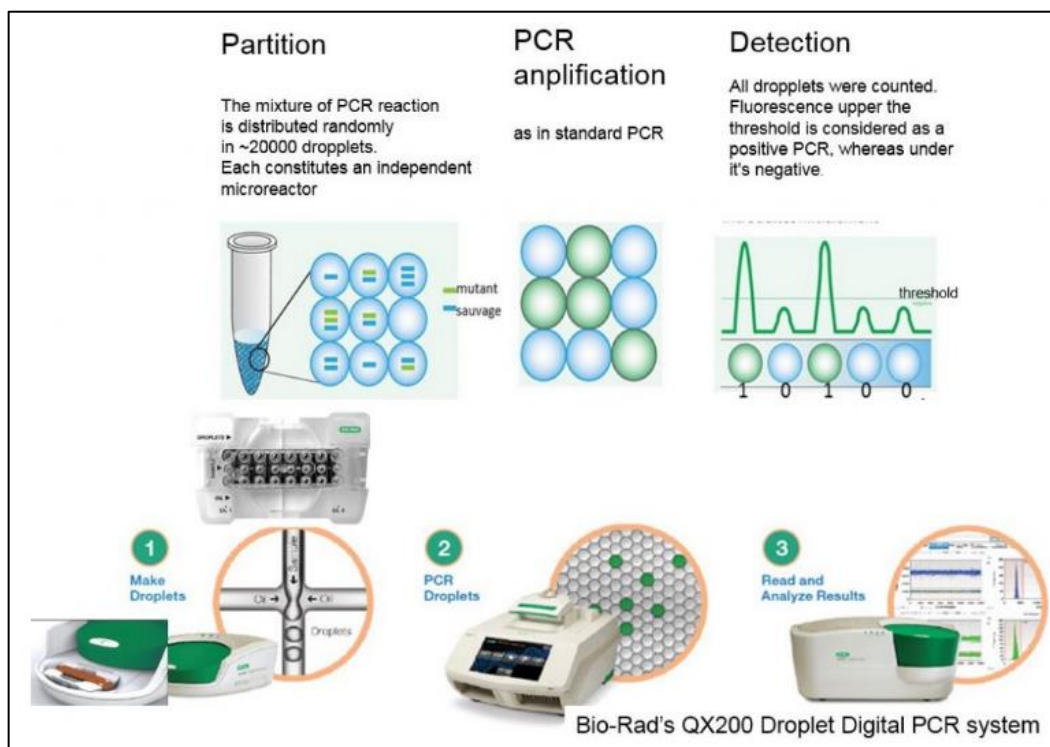 Partition
The mixture of PCR reaction
is distributed randomly
in ~20000 dropplets.
Each constitutes an independent
microreactor
PCR
anplification
as in standard PCR
Detection
All dropplets were counted.
Fluorescence upper the
threshold is considered as a
positive PCR, whereas under
it's negative.
mutant
sauvage
threshold
negative
1 0 1 0 0
DROPLETS
1
Make
Droplets
Sample
Oil
Oil
Droplets
2
PCR
Droplets
3
Read and
Analyze Results
Bio-Rad's QX200 Droplet Digital PCR system